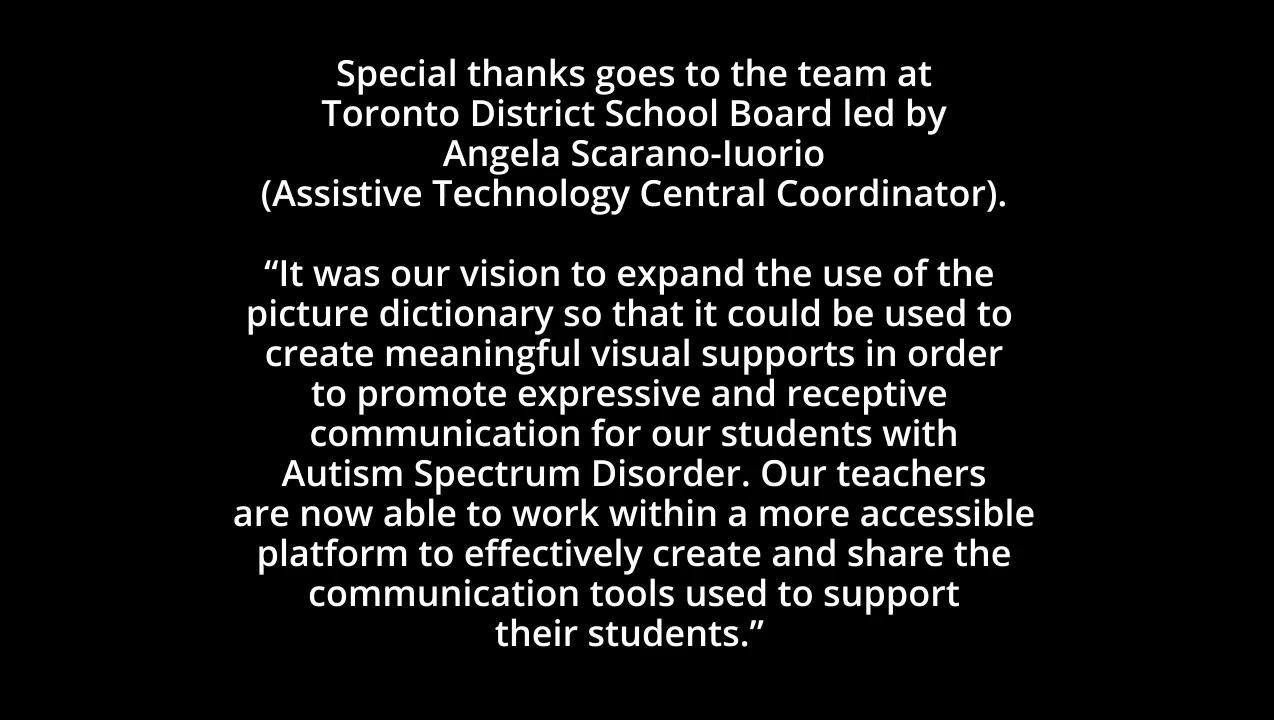 Special thanks goes to the team at
Toronto District School Board led by
Angela Scarano-Iuorio
(Assistive Technology Central Coordinator).
“It was our vision to expand the use of the
picture dictionary so that it could be used to
create meaningful visual supports in order
to promote expressive and receptive
communication for our students with
Autism Spectrum Disorder. Our teachers
are now able to work within a more accessible
platform to effectively create and share the
communication tools used to support
their students.”